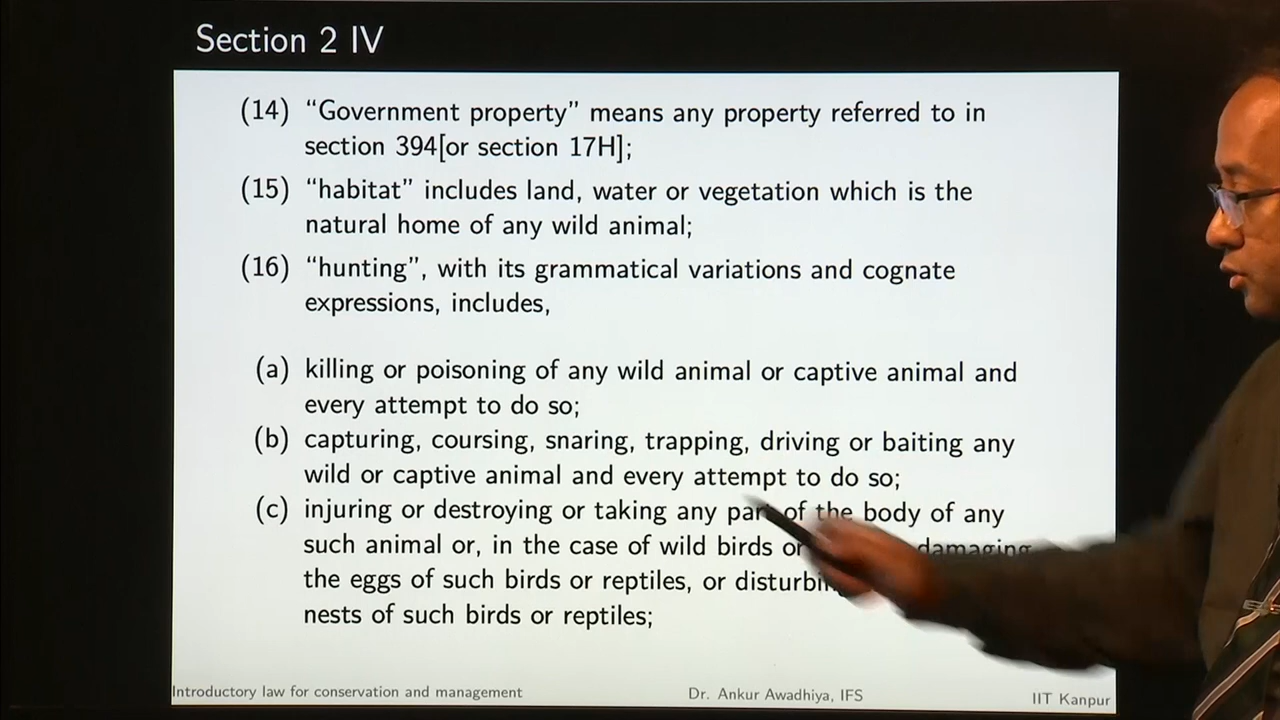 Section 2 IV
(14) “Government property” means any property referred to in
section 394[or section 17H];
(15) “habitat” includes land, water or vegetation which is the
natural home of any wild animal;
(16) “hunting”, with its grammatical variations and cognate
expressions, includes,
(a) killing or poisoning of any wild animal or captive animal and
every attempt to do so;
(b) capturing, coursing, snaring, trapping, driving or baiting any
wild or captive animal and every attempt to do so;
(c) injuring or destroying or taking any part of the body of any
such animal or, in the case of wild birds or damaging
the eggs of such birds or reptiles, or
nests of such birds or reptiles;
Introductory law for conservation and management Dr. Ankur Awadhiya, IFS IIT Kanpur